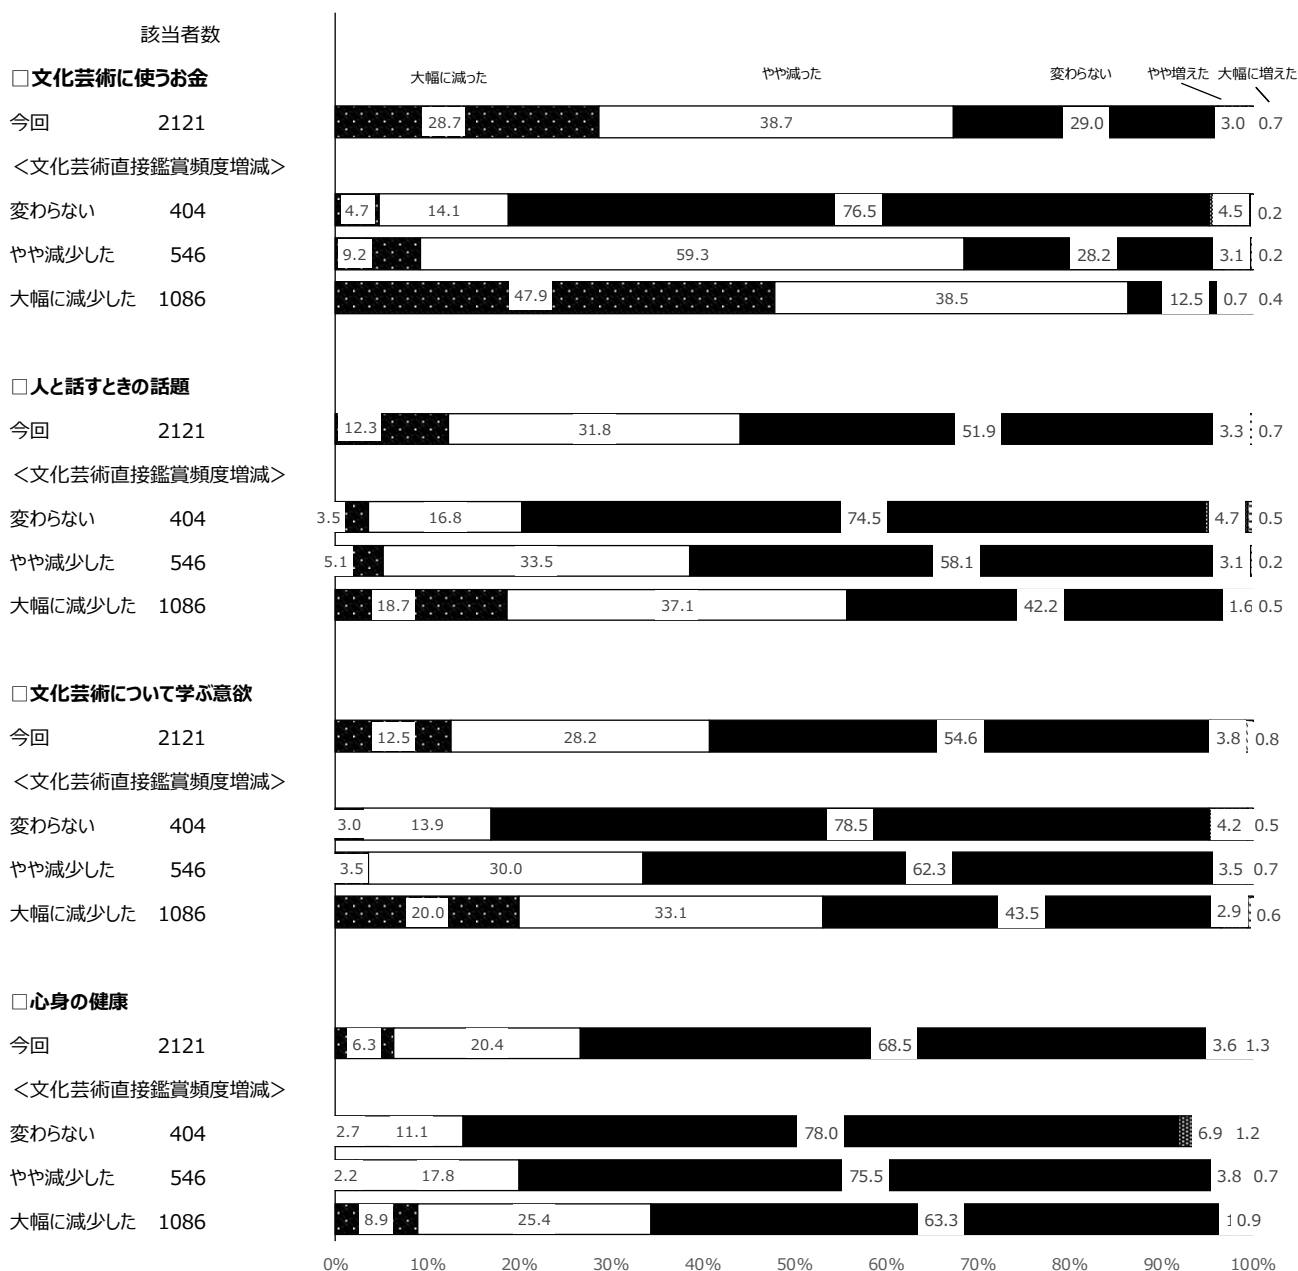 該当者数
□文化芸術に使うお金
大幅に減った やや減った 変わらない やや増えた 大幅に増えた
今回 2121 28.7 38.7 29.0 3.0 0.7
＜文化芸術直接鑑賞頻度増減＞
変わらない 404 4.7 14.1 76.5 4.5 0.2
やや減少した 546 9.2 59.3 28.2 3.1 0.2
大幅に減少した 1086 47.9 38.5 12.5 0.7 0.4
□人と話すときの話題
今回 2121 12.3 31.8 51.9 3.3 0.7
＜文化芸術直接鑑賞頻度増減＞
変わらない 404 3.5 16.8 74.5 4.7 0.5
やや減少した 546 5.1 33.5 58.1 3.1 0.2
大幅に減少した 1086 18.7 37.1 42.2 1.6 0.5
□文化芸術について学ぶ意欲
今回 2121 12.5 28.2 54.6 3.8 0.8
＜文化芸術直接鑑賞頻度増減＞
変わらない 404 3.0 13.9 78.5 4.2 0.5
やや減少した 546 3.5 30.0 62.3 3.5 0.7
大幅に減少した 1086 20.0 33.1 43.5 2.9 0.6
□心身の健康
今回 2121 6.3 20.4 68.5 3.6 1.3
＜文化芸術直接鑑賞頻度増減＞
変わらない 404 2.7 11.1 78.0 6.9 1.2
やや減少した 546 2.2 17.8 75.5 3.8 0.7
大幅に減少した 1086 8.9 25.4 63.3 0.9
0% 10% 20% 30% 40% 50% 60% 70% 80% 90% 100%